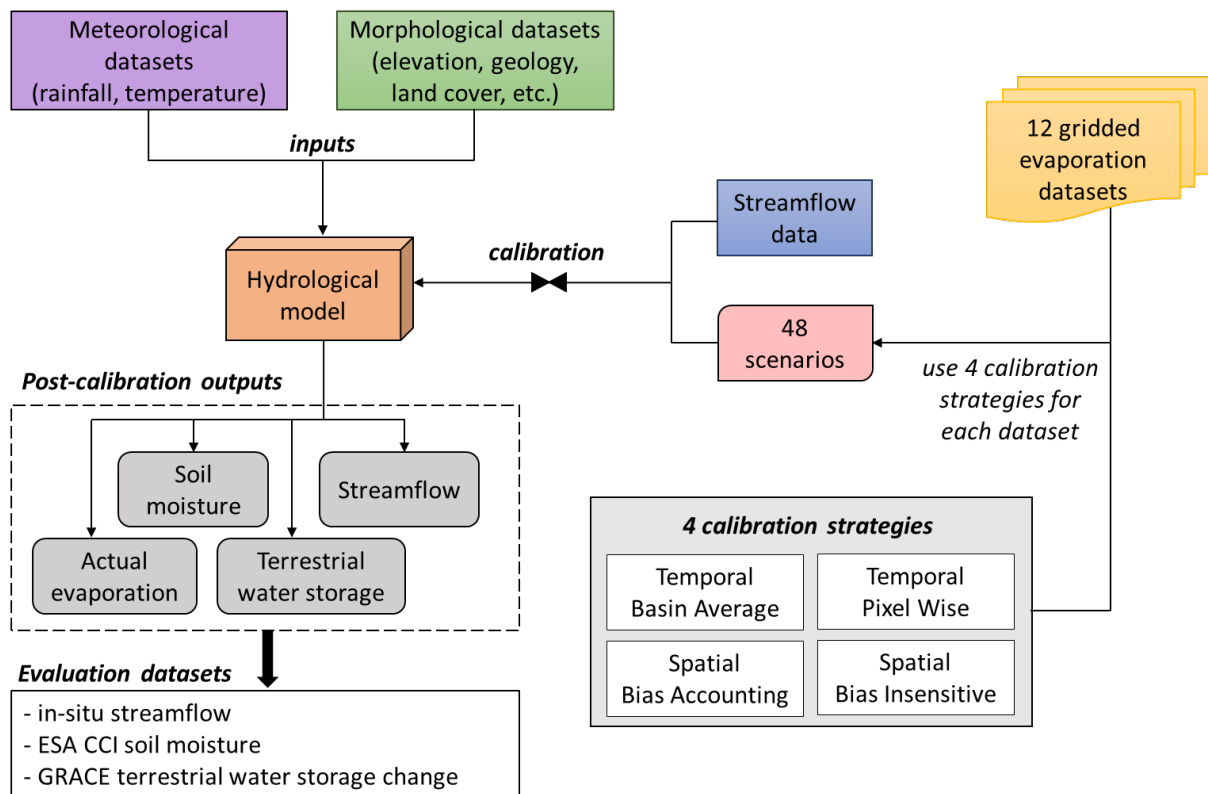 Meteorological
datasets
(rainfall, temperature)
Morphological datasets
(elevation, geology,
land cover, etc.)
inputs
12 gridded
evaporation
datasets
Streamflow
data
calibration
Hydrological
model
48
scenarios
use 4 calibration
strategies for
each dataset
Post-calibration outputs
Soil
moisture
Streamflow
Actual
evaporation
Terrestrial
water storage
4 calibration strategies
Temporal
Basin Average
Temporal
Pixel Wise
Spatial
Bias Accounting
Spatial
Bias Insensitive
Evaluation datasets
- in-situ streamflow
- ESA CCI soil moisture
- GRACE terrestrial water storage change